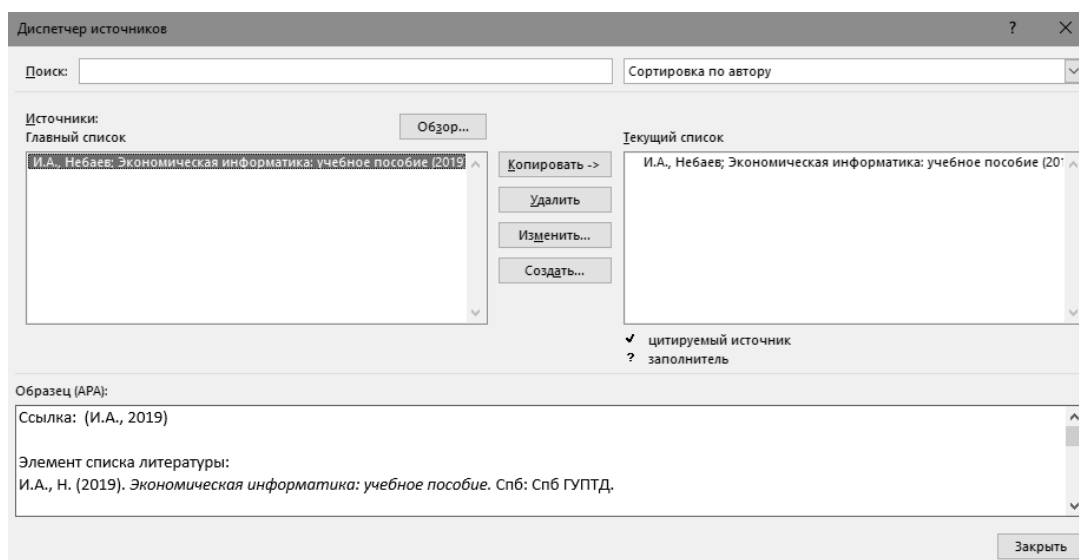 Диспетчер источников ?
Поиск: Сортировка по автору
Источники:
Главный список Обзор... Текущий список
И.А., Небаев; Экономическая информатика: учебное пособие (2019 Копировать -> И.А., Небаев; Экономическая информатика: учебное пособие (20
Удалить
Изменить...
Создать...
✓ цитируемый источник
? заполнитель
Образец (APA):
Ссылка: (И.А., 2019)
Элемент списка литературы:
И.А., Н. (2019). Экономическая информатика: учебное пособие. Спб: Спб ГУПТД.
Закрыть